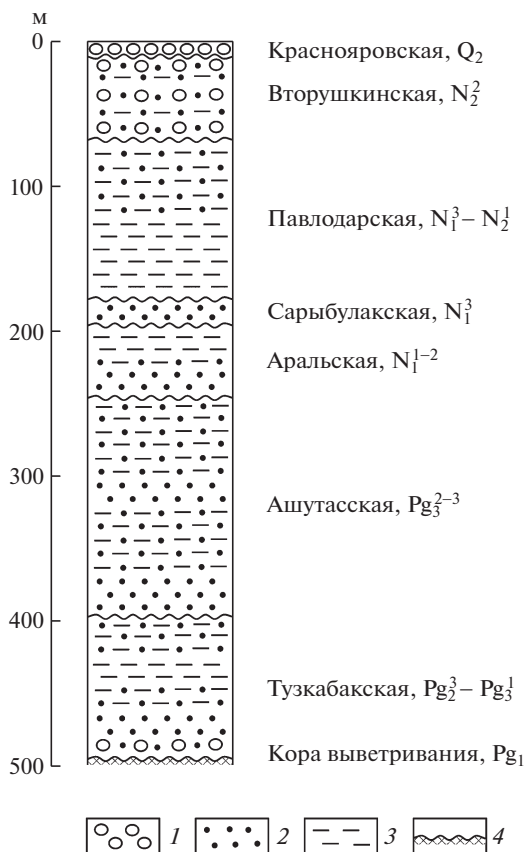 м
0
Краснояровская, Q₂
Вторушкинская, N₂²
100
Павлодарская, N₁³ – N₂¹
Сарыбулакская, N₁³
200
Аральская, N₁¹⁻²
300
Ашутасская, Pg₃²⁻³
400
Тузкабакская, Pg₂³ – Pg₃¹
Кора выветривания, Pg₁
500
1 2 3 4